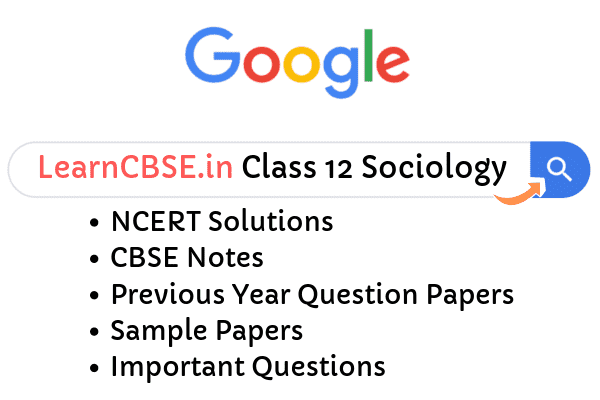 Google
LearnCBSE.in Class 12 Sociology
• NCERT Solutions
• CBSE Notes
• Previous Year Question Papers
• Sample Papers
• Important Questions